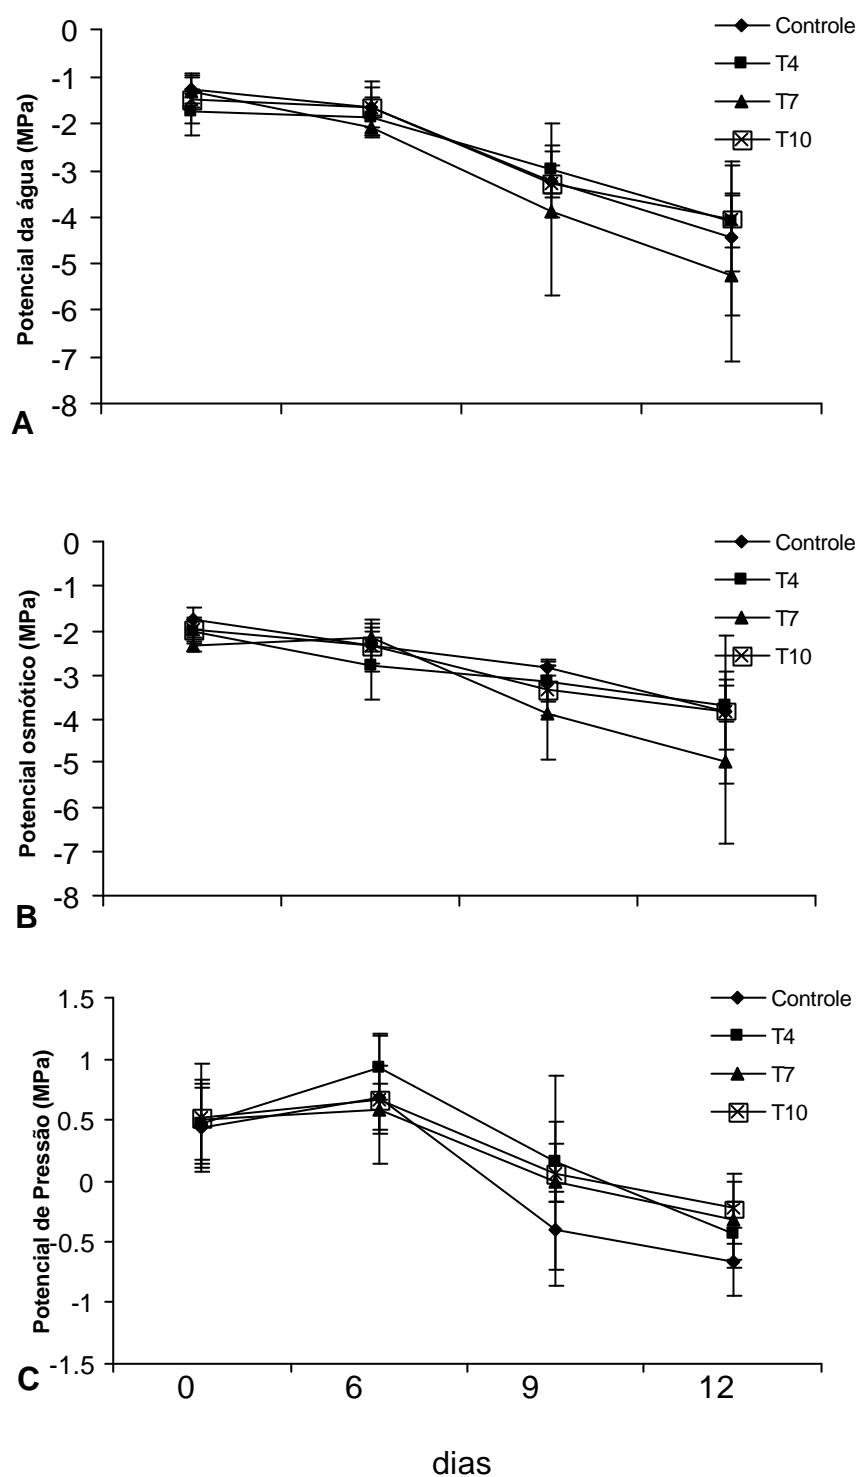 0
-1
-2
-3
-4
-5
-6
-7
-8
Potencial da água (MPa)
Controle
T4
T7
T10
A
0
-1
-2
-3
-4
-5
-6
-7
-8
Potencial osmótico (MPa)
Controle
T4
T7
T10
B
1.5
1
0.5
0
-0.5
-1
-1.5
Potencial de Pressão (MPa)
Controle
T4
T7
T10
C
0 6 9 12
dias